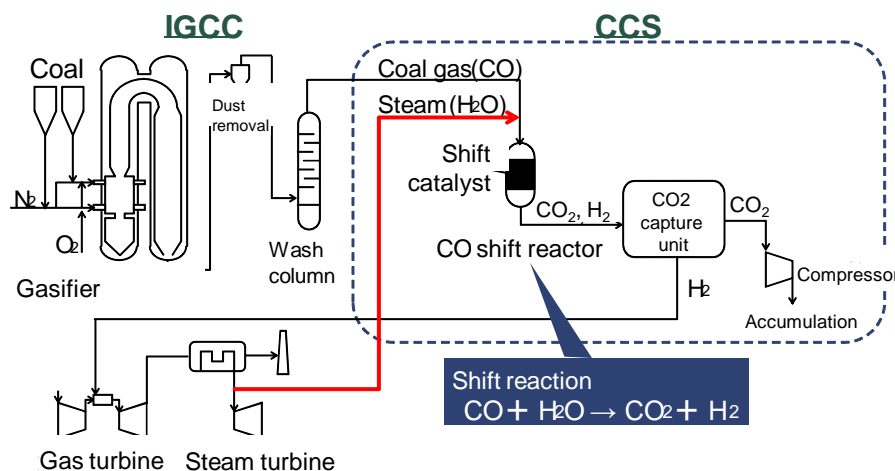 IGCC
CCS
Coal
Dust
removal
Coal gas(CO)
Steam(H2O)
Shift
catalyst
N2
O2
Gasifier
Wash
column
CO2, H2
CO shift reactor
CO2
capture
unit
CO2
Compressor
H2
Accumulation
Shift reaction
CO+ H2O → CO2+ H2
Gas turbine
Steam turbine